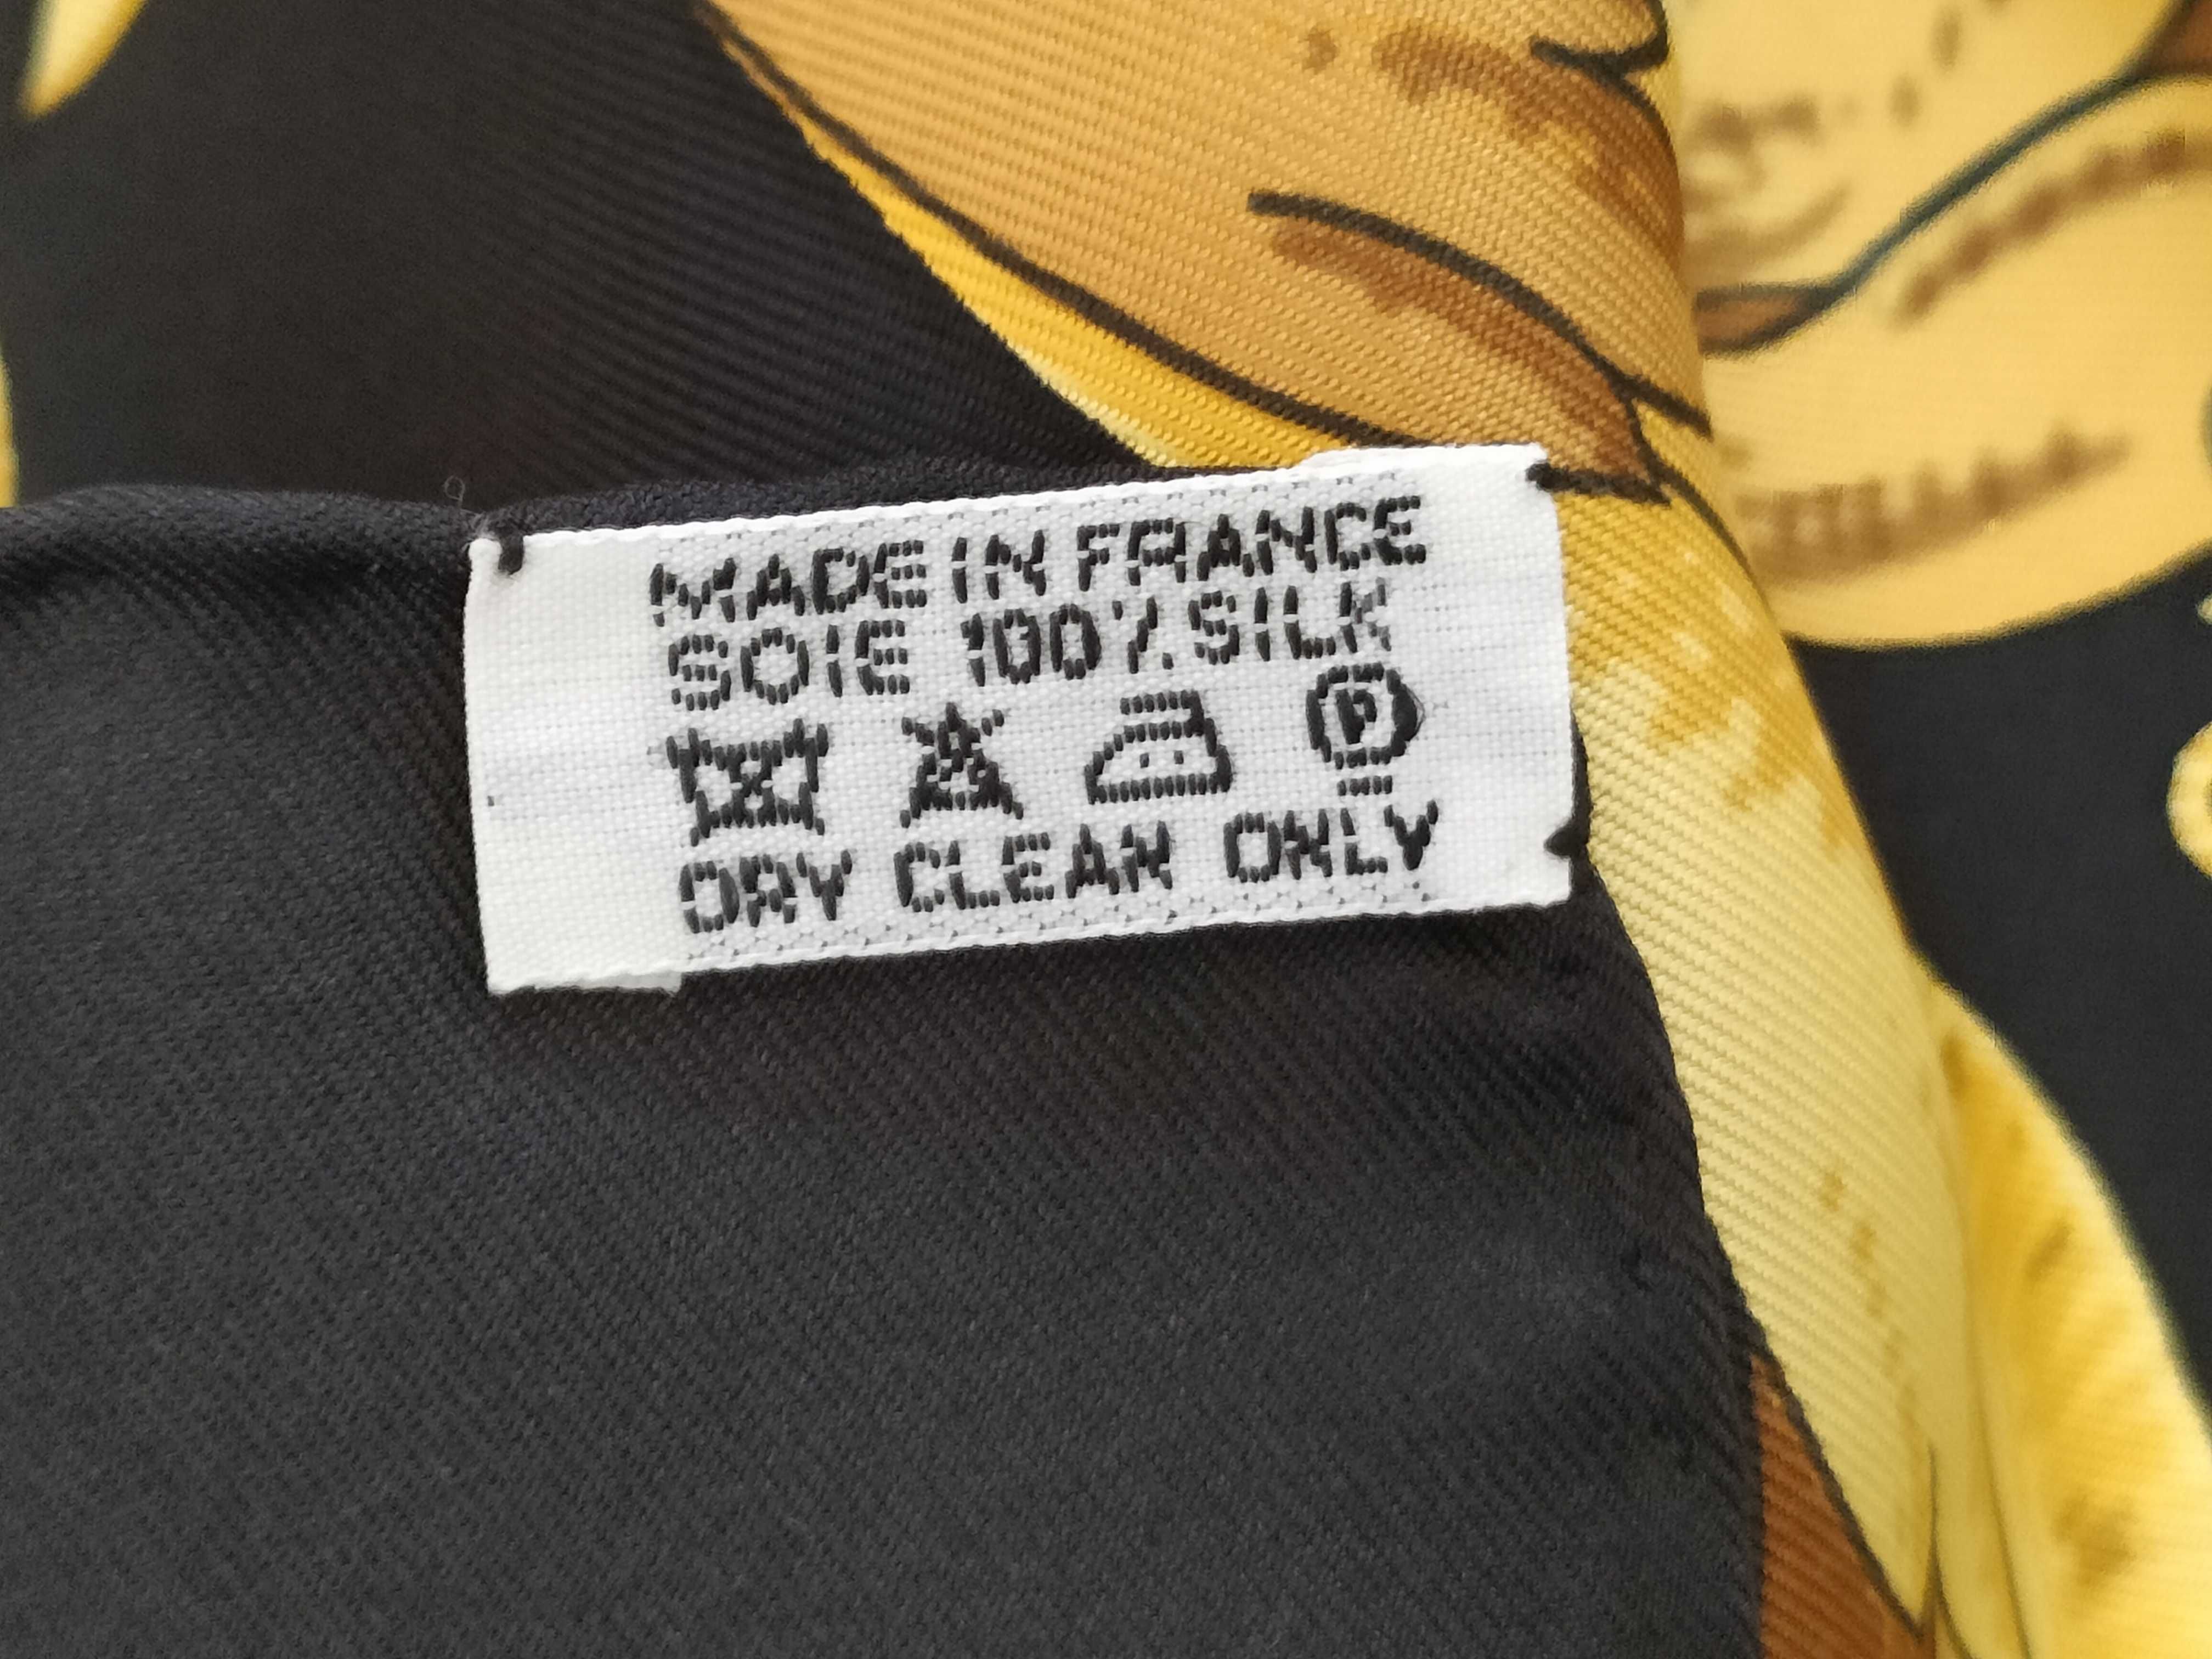 MADE IN FRANCE
SOIE 100% SILK
P
DRY CLEAN ONLY